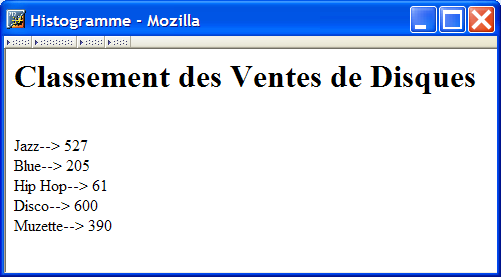 Histogramme - Mozilla
Classement des Ventes de Disques
Jazz--> 527
Blue--> 205
Hip Hop--> 61
Disco--> 600
Muzette--> 390